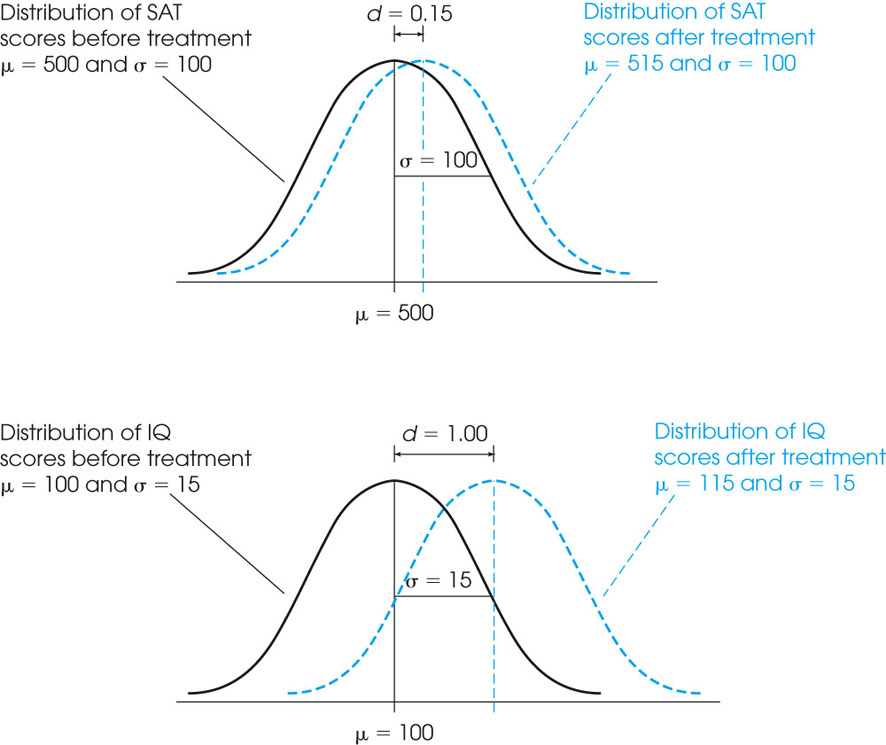 Distribution of SAT
scores before treatment
μ = 500 and σ = 100
d = 0.15
Distribution of SAT
scores after treatment
μ = 515 and σ = 100
σ = 100
μ = 500
Distribution of IQ
scores before treatment
μ = 100 and σ = 15
d = 1.00
Distribution of IQ
scores after treatment
μ = 115 and σ = 15
σ = 15
μ = 100